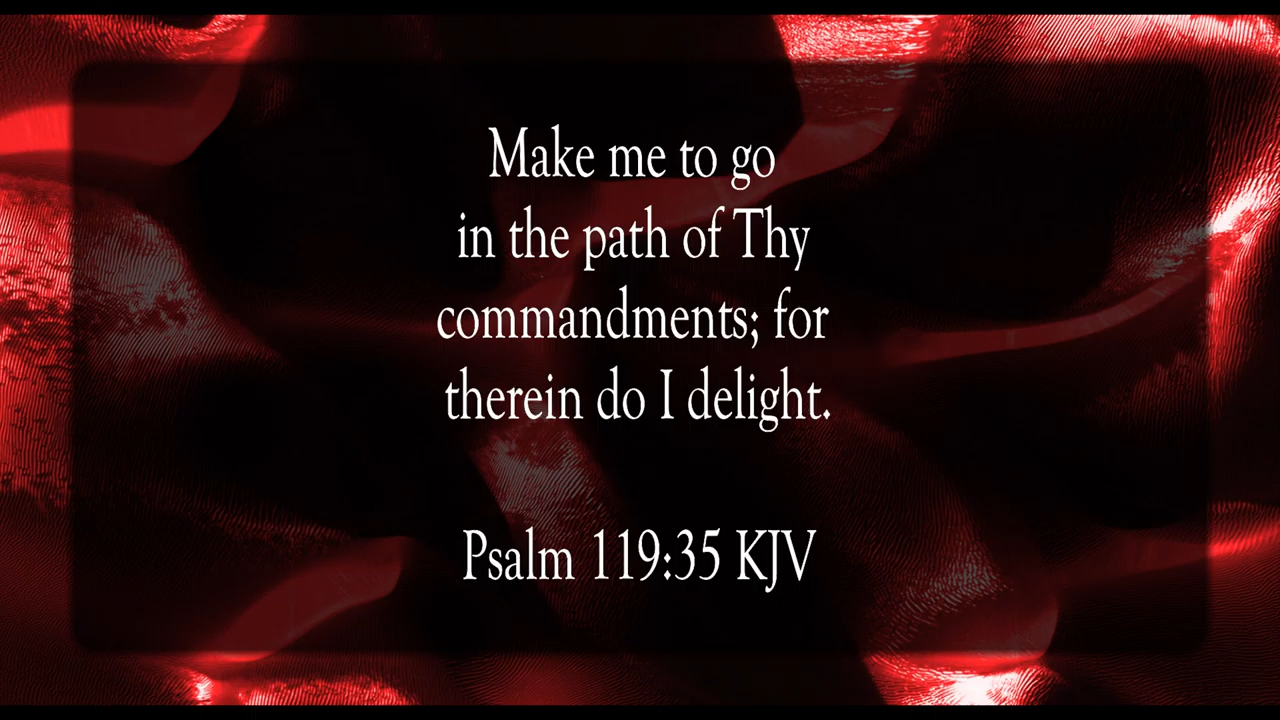 Make me to go
in the path of Thy
commandments; for
therein do I delight.
Psalm 119:35 KJV